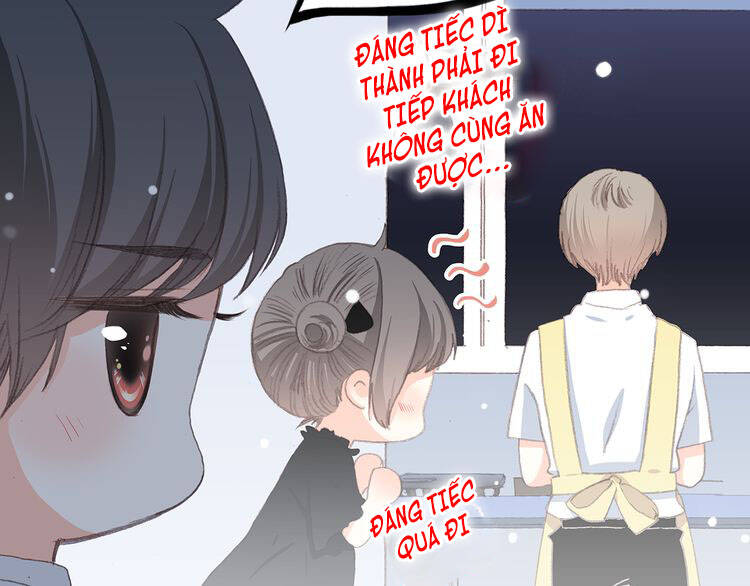 ĐÁNG TIẾC DÌ
THÀNH PHẢI ĐI
TIẾP KHÁCH
KHÔNG CÙNG ĂN
ĐƯỢC...
ĐÁNG TIẾC
QUÁ ĐI